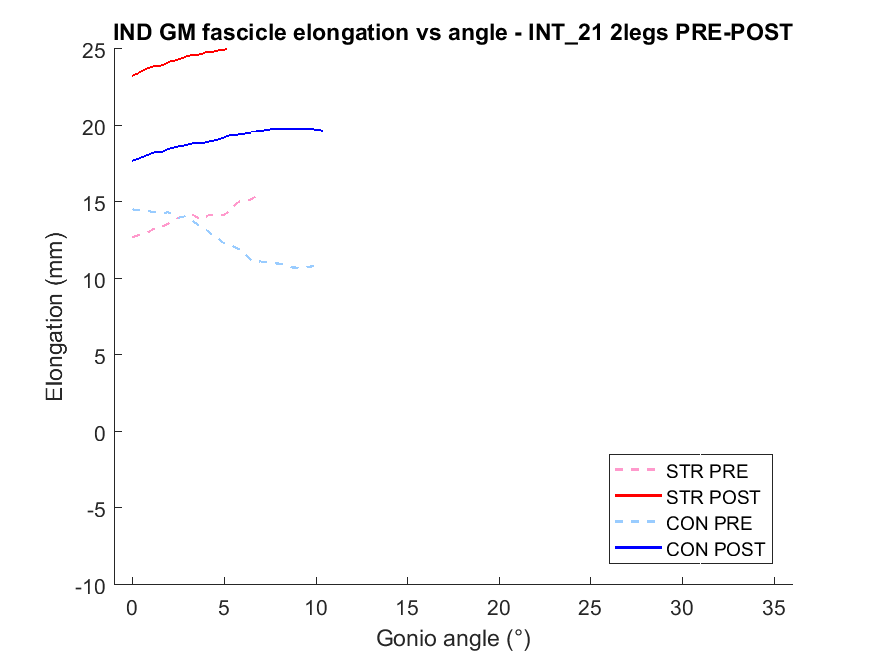 IND GM fascicle elongation vs angle - INT_21 2legs PRE-POST
25
20
15
10
5
0
-5
-10
Elongation (mm)
0 5 10 15 20 25 30 35
Gonio angle (°)
STR PRE
STR POST
CON PRE
CON POST